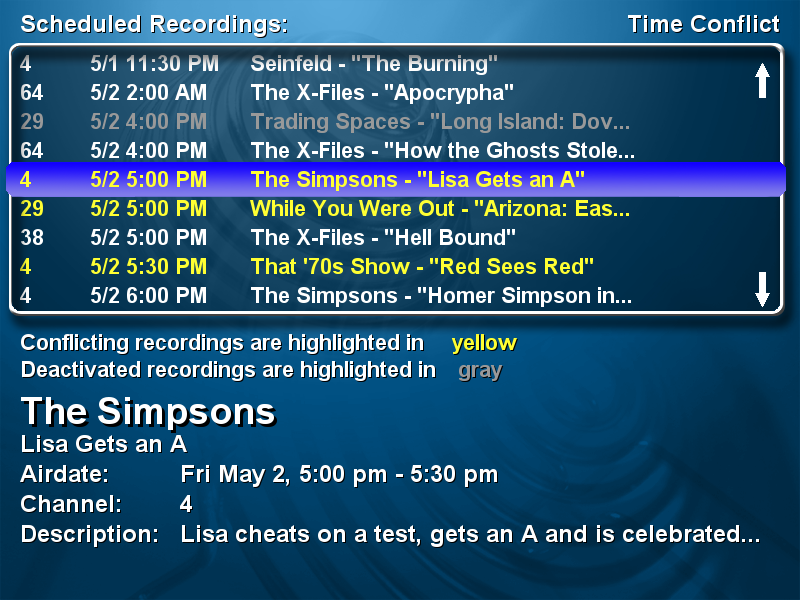 Scheduled Recordings: Time Conflict
4 5/1 11:30 PM Seinfeld - "The Burning"
64 5/2 2:00 AM The X-Files - "Apocrypha"
29 5/2 4:00 PM Trading Spaces - "Long Island: Dov...
64 5/2 4:00 PM The X-Files - "How the Ghosts Stole...
4 5/2 5:00 PM The Simpsons - "Lisa Gets an A"
29 5/2 5:00 PM While You Were Out - "Arizona: Eas...
38 5/2 5:00 PM The X-Files - "Hell Bound"
4 5/2 5:30 PM That '70s Show - "Red Sees Red"
4 5/2 6:00 PM The Simpsons - "Homer Simpson in...
Conflicting recordings are highlighted in yellow
Deactivated recordings are highlighted in gray
The Simpsons
Lisa Gets an A
Airdate: Fri May 2, 5:00 pm - 5:30 pm
Channel: 4
Description: Lisa cheats on a test, gets an A and is celebrated...